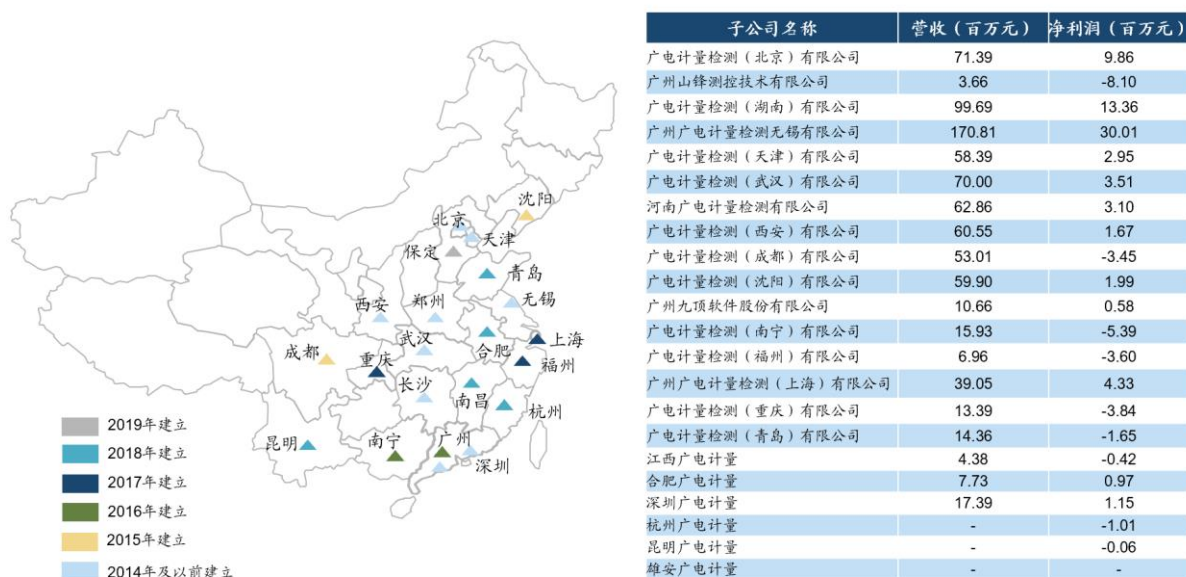 沈阳
北京
天津
保定
青岛
西安
郑州
无锡
武汉
合肥
上海
成都
重庆
福州
长沙
南昌
杭州
昆明
南宁
广州
深圳
2019年建立
2018年建立
2017年建立
2016年建立
2015年建立
2014年及以前建立
子公司名称 营收（百万元） 净利润（百万元）
广电计量检测（北京）有限公司 71.39 9.86
广州山锋测控技术有限公司 3.66 -8.10
广电计量检测（湖南）有限公司 99.69 13.36
广州广电计量检测无锡有限公司 170.81 30.01
广电计量检测（天津）有限公司 58.39 2.95
广电计量检测（武汉）有限公司 70.00 3.51
河南广电计量检测有限公司 62.86 3.10
广电计量检测（西安）有限公司 60.55 1.67
广电计量检测（成都）有限公司 53.01 -3.45
广电计量检测（沈阳）有限公司 59.90 1.99
广州九顶软件股份有限公司 10.66 0.58
广电计量检测（南宁）有限公司 15.93 -5.39
广电计量检测（福州）有限公司 6.96 -3.60
广州广电计量检测（上海）有限公司 39.05 4.33
广电计量检测（重庆）有限公司 13.39 -3.84
广电计量检测（青岛）有限公司 14.36 -1.65
江西广电计量 4.38 -0.42
合肥广电计量 7.73 0.97
深圳广电计量 17.39 1.15
杭州广电计量 - -1.01
昆明广电计量 - -0.06
雄安广电计量 - -